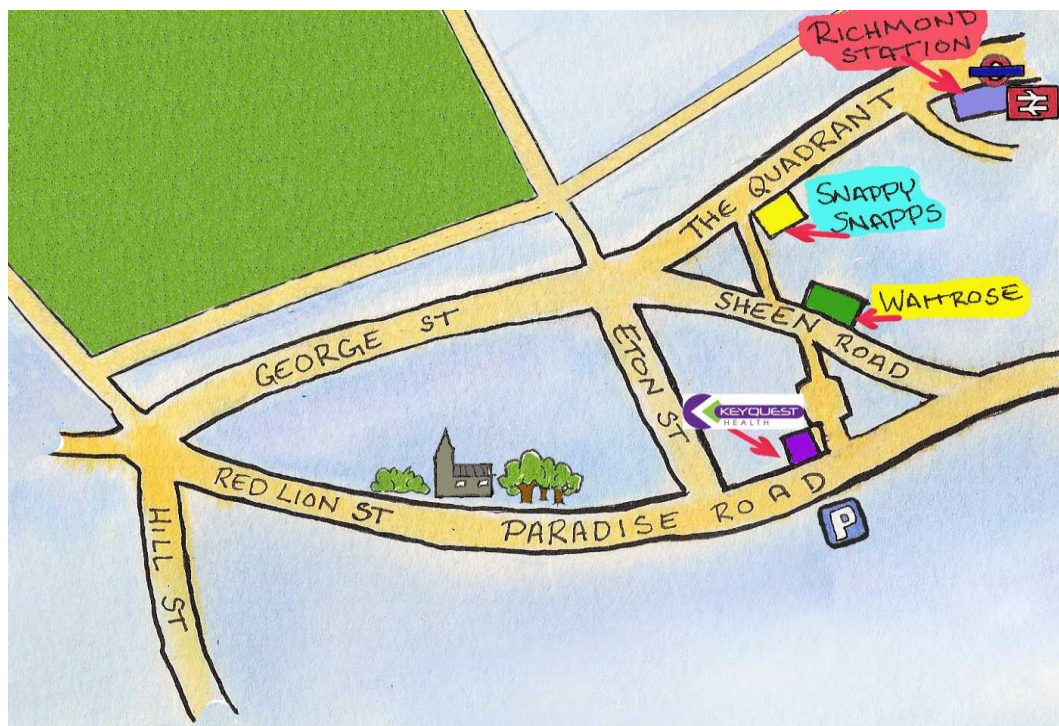 RICHMOND
STATION
THE QUADRANT
SNAPPY
SNAPPS
WAITROSE
SHEEN ROAD
GEORGE ST
ETON ST
KEYQUEST
HEALTH
RED LION ST
PARADISE ROAD
P
HILL ST